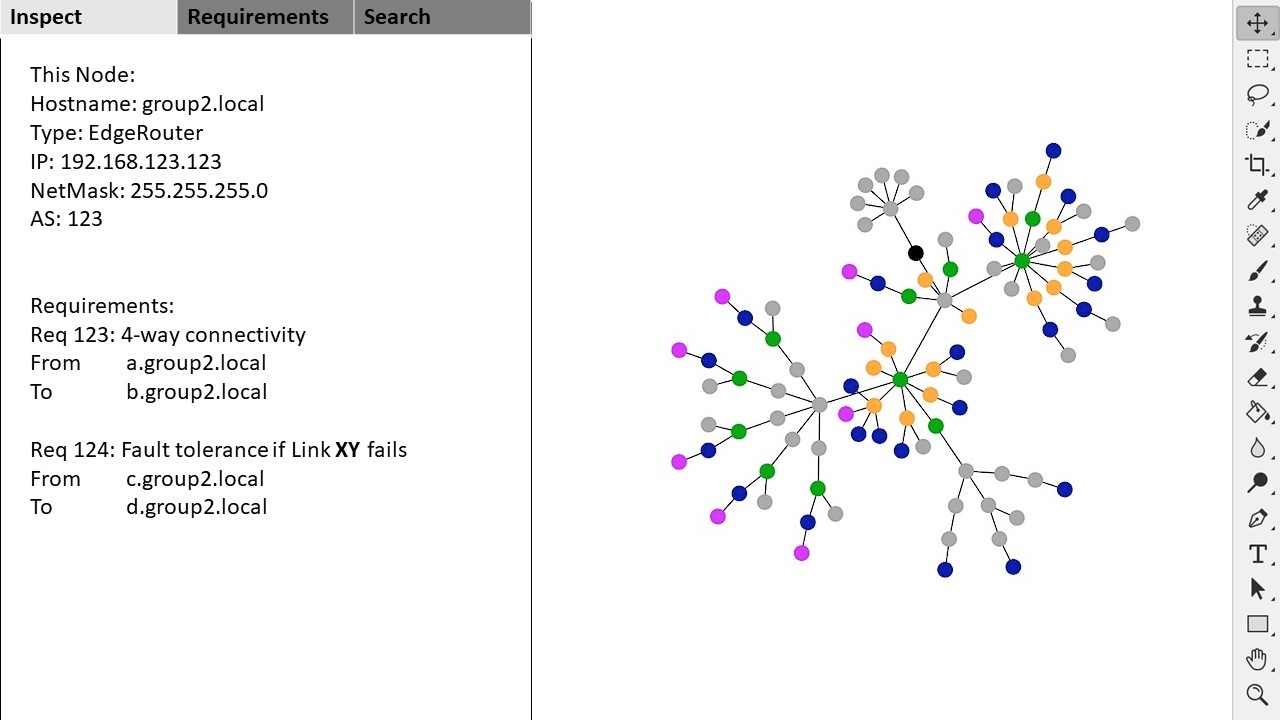 Inspect Requirements Search
This Node:
Hostname: group2.local
Type: EdgeRouter
IP: 192.168.123.123
NetMask: 255.255.255.0
AS: 123
Requirements:
Req 123: 4-way connectivity
From a.group2.local
To b.group2.local
Req 124: Fault tolerance if Link XY fails
From c.group2.local
To d.group2.local